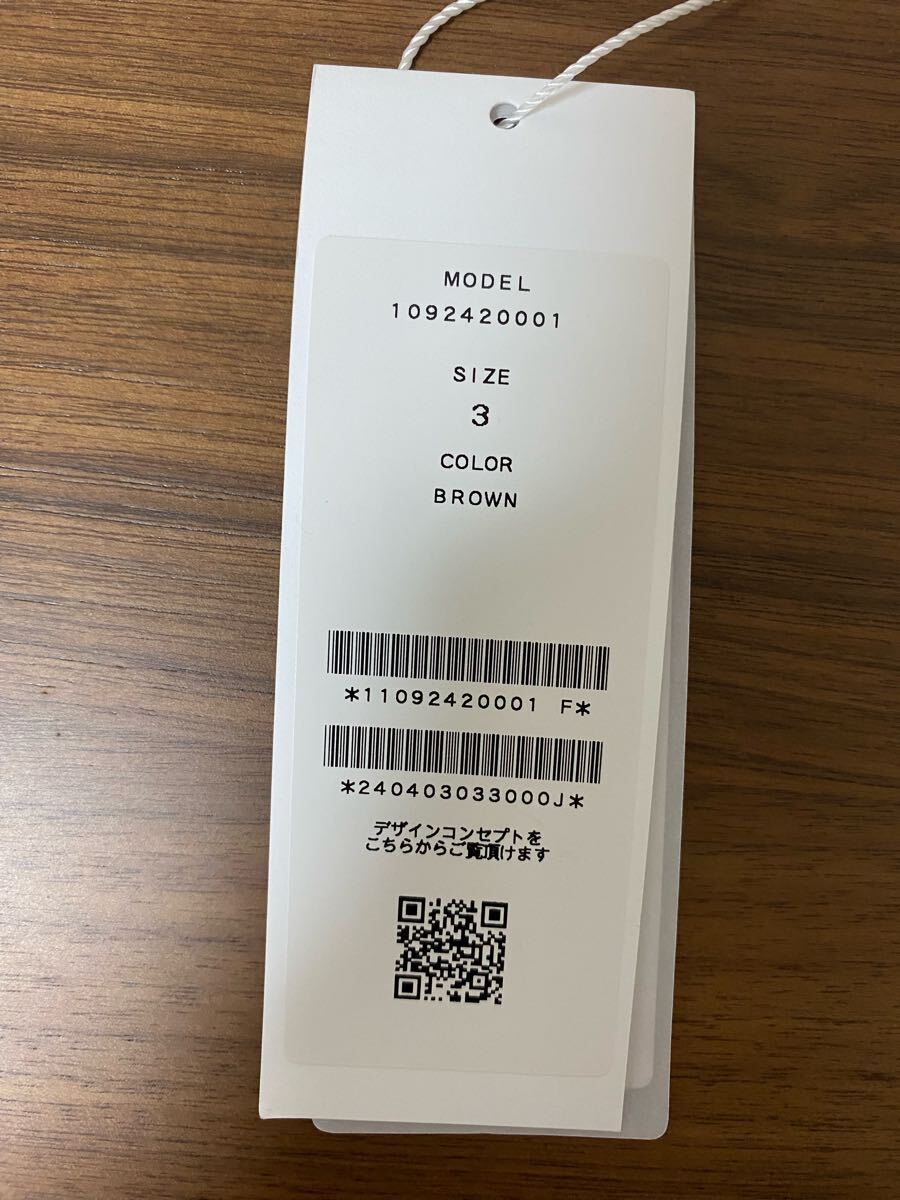 MODEL
1092420001
SIZE
3
COLOR
BROWN
*11092420001 F*
*240403033000J*
デザインコンセプトを
こちらからご覧頂けます